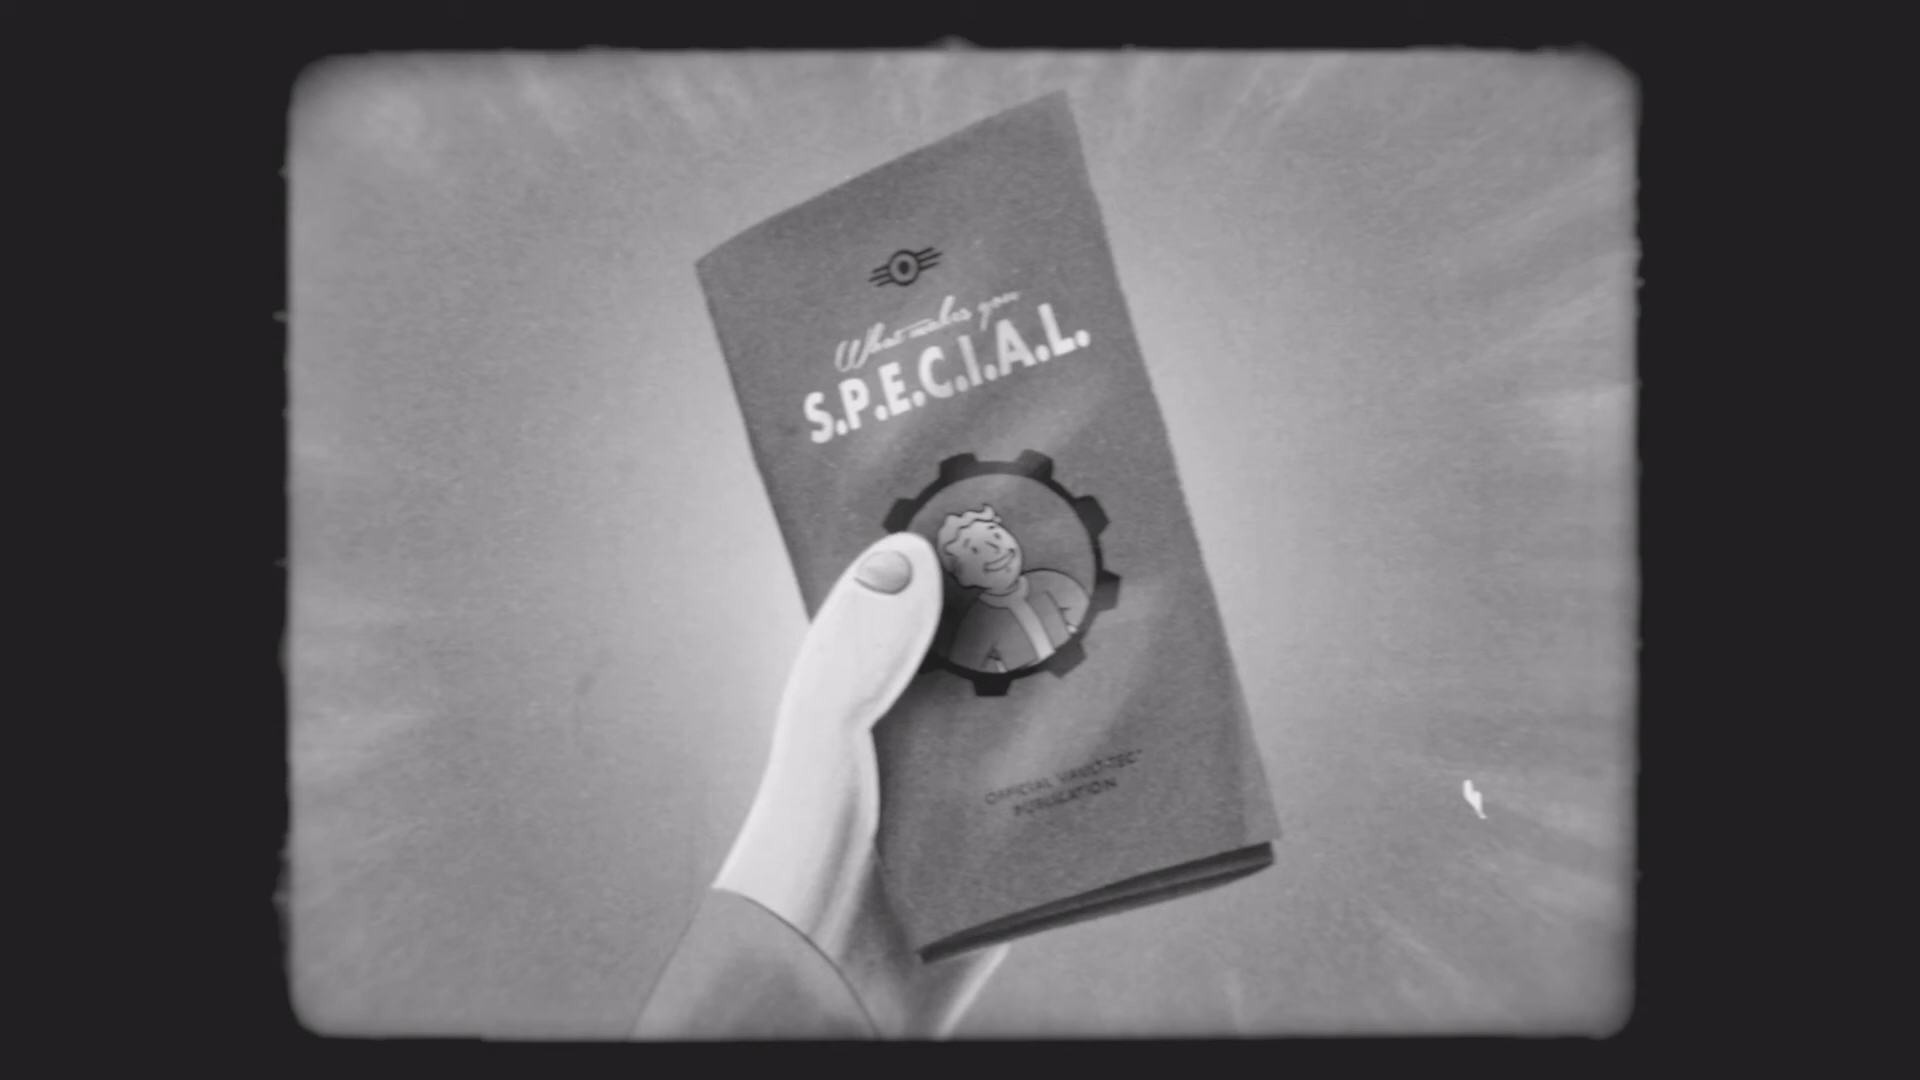 What makes you
S.P.E.C.I.A.L.
OFFICIAL VAULT-TEC
PUBLICATION